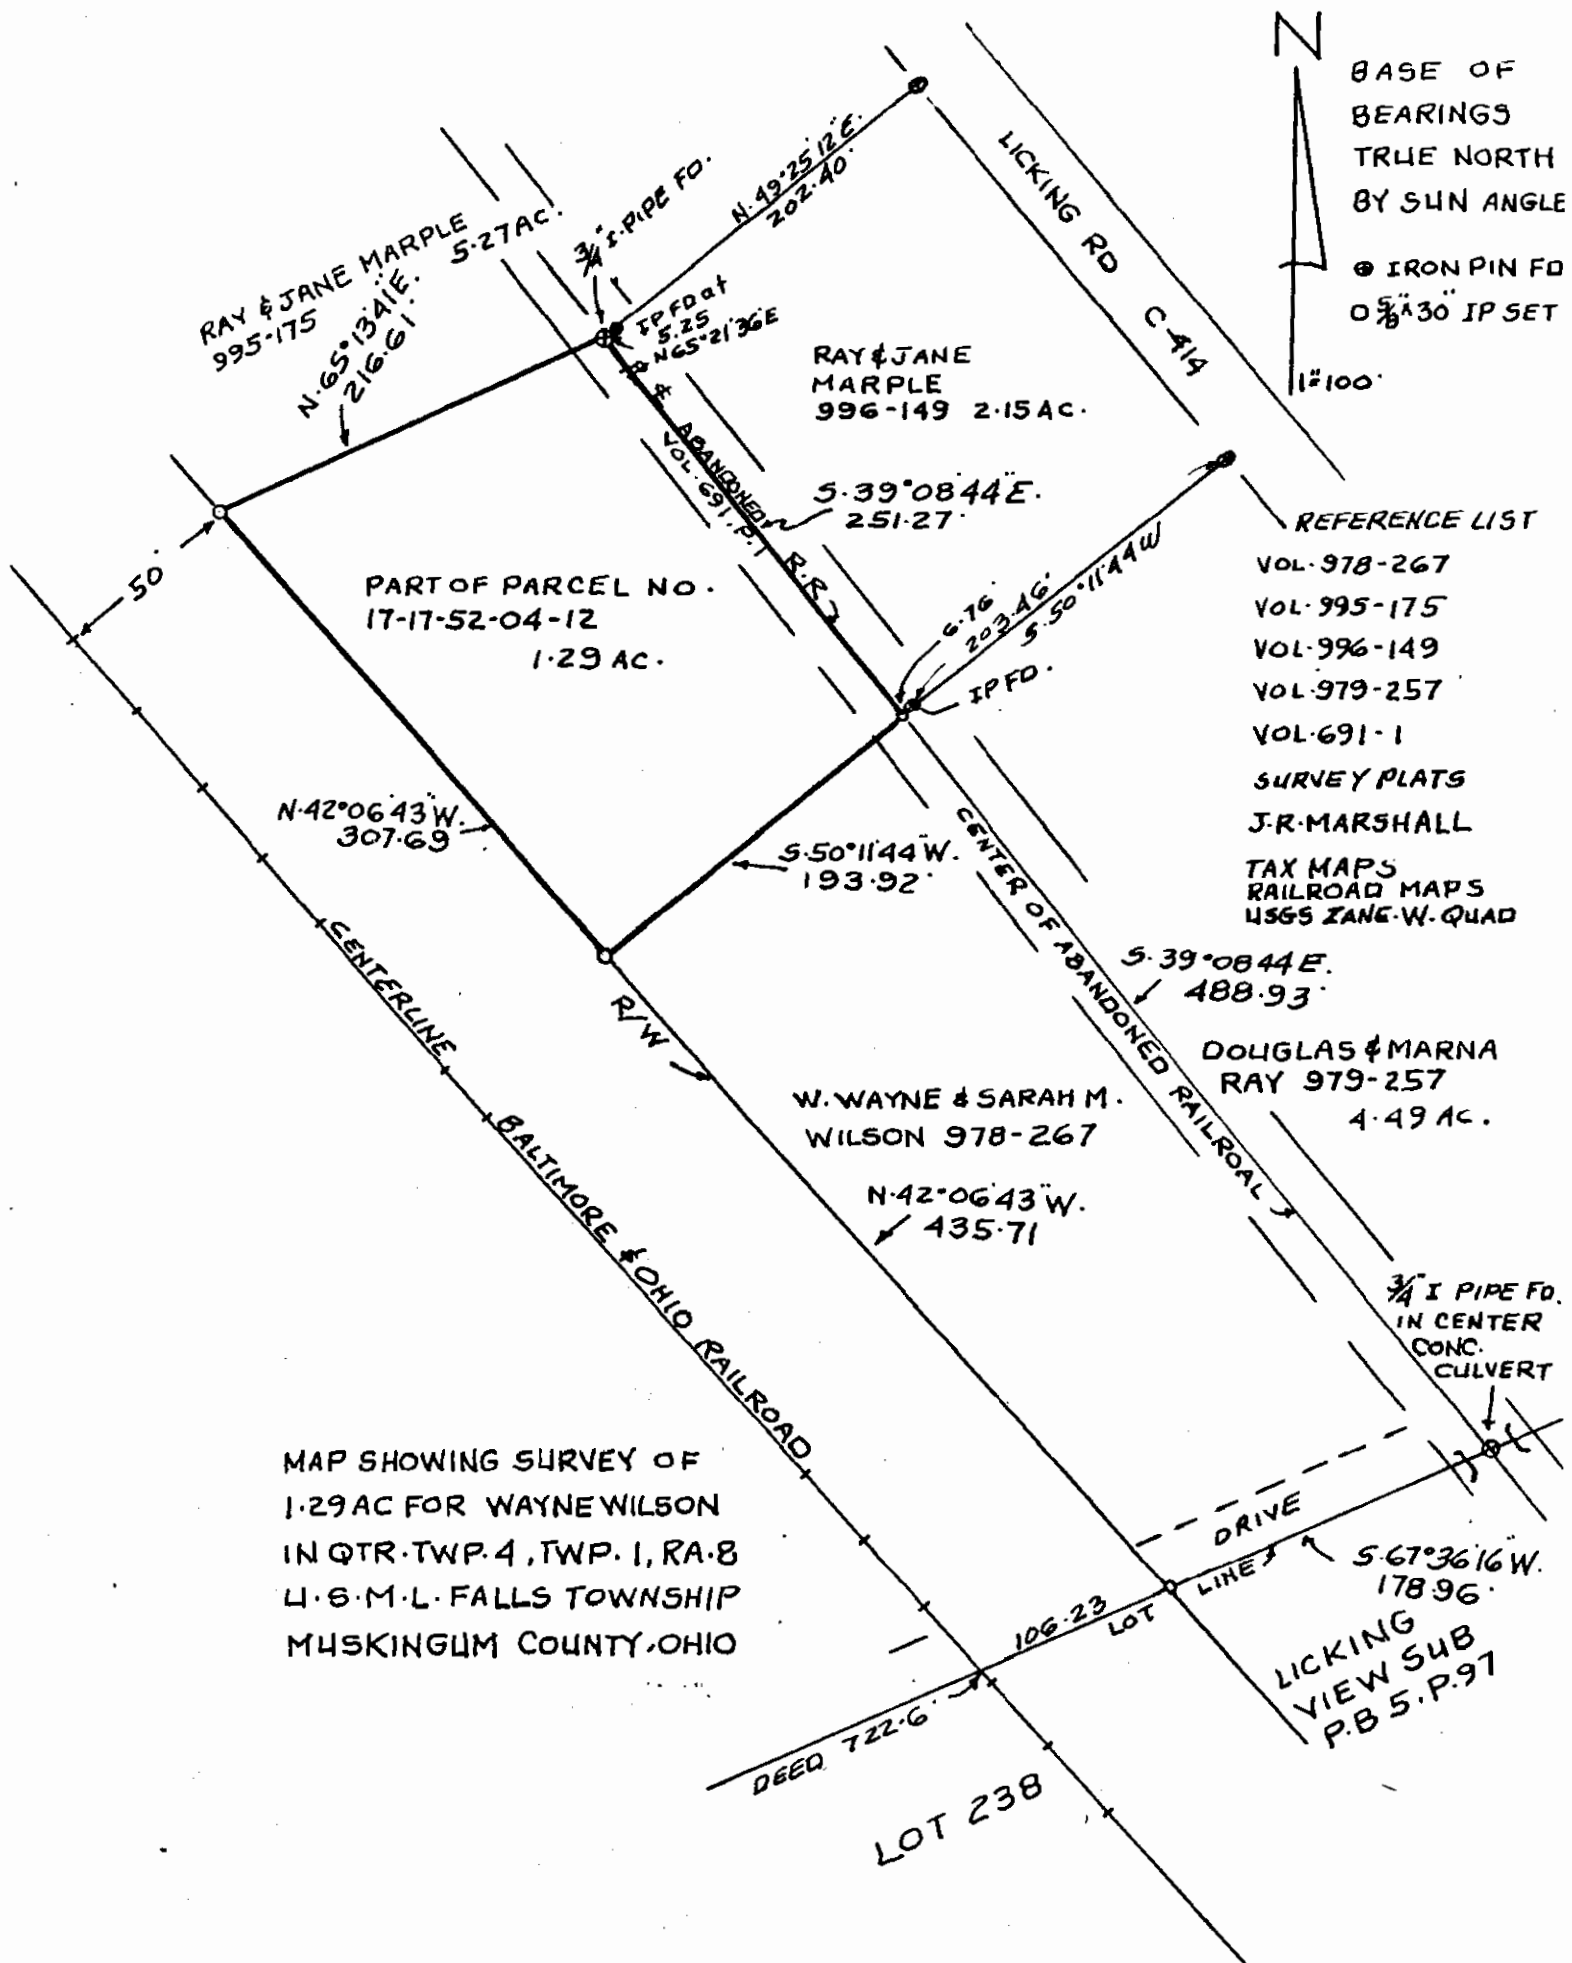 N
BASE OF
BEARINGS
TRUE NORTH
BY SUN ANGLE
IRON PIN FD
5/8"x30" IP SET
1"=100'
LICKING RD C-414
N.49°25'12"E.
202.40'
3/4" I.PIPE FD.
RAY & JANE MARPLE
995-175
5.27AC.
N.65°13'41"E.
216.61'
IP FD at
5.25
N65°21'36"E
RAY & JANE
MARPLE
996-149 2.15AC.
ABANDONED R.R.
VOL.691,P.1
S.39°08'44"E.
251.27'
50'
PART OF PARCEL NO.
17-17-52-04-12
1.29 AC.
6.76'
203.46'
S.50°11'44"W
IP FD.
REFERENCE LIST
VOL.978-267
VOL.995-175
VOL.996-149
VOL.979-257
VOL.691-1
SURVEY PLATS
J.R.MARSHALL
TAX MAPS
RAILROAD MAPS
USGS ZANE.W.QUAD
N.42°06'43"W.
307.69
S.50°11'44"W.
193.92'
CENTER OF ABANDONED RAILROAD
S.39°08'44"E.
488.93'
DOUGLAS & MARNA
RAY 979-257
4.49 AC.
R/W
W.WAYNE & SARAH M.
WILSON 978-267
N.42°06'43"W.
435.71
CENTERLINE BALTIMORE & OHIO RAILROAD
3/4" I PIPE FD.
IN CENTER
CONC.
CULVERT
MAP SHOWING SURVEY OF
1.29AC FOR WAYNE WILSON
IN QTR.TWP.4,TWP.1,RA.8
U.S.M.L. FALLS TOWNSHIP
MUSKINGUM COUNTY,OHIO
DRIVE
S.67°36'16"W.
178.96'
106.23
LOT LINE
LICKING
VIEW SUB
P.B 5,P.97
DEED 722.6'
LOT 238